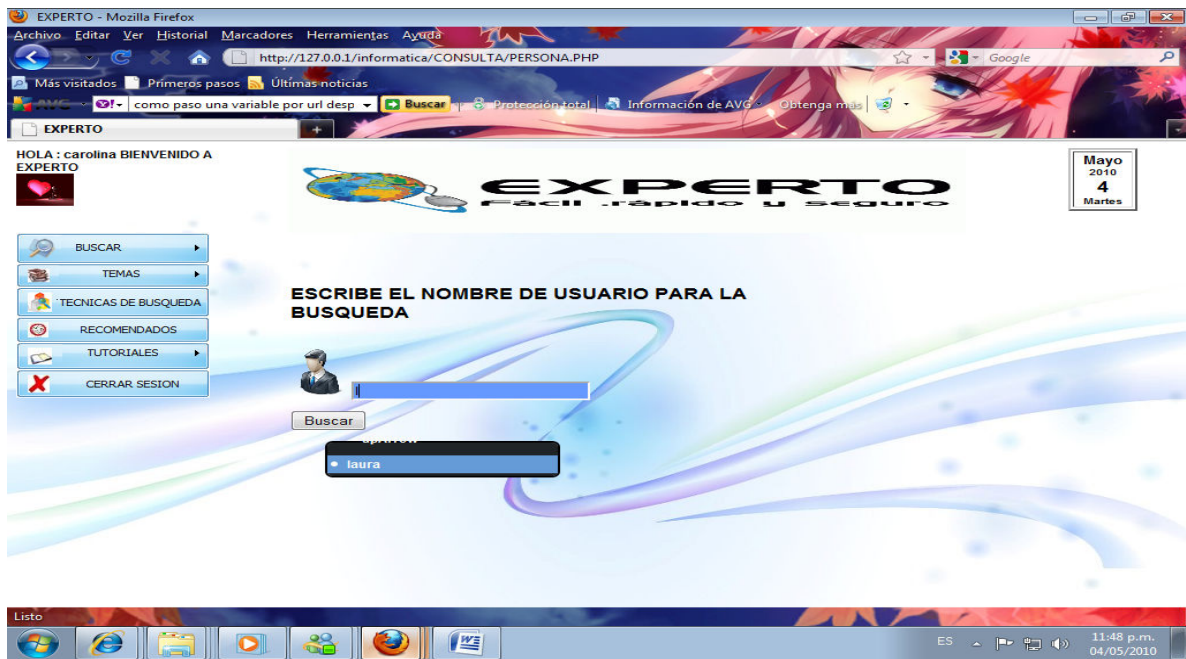 EXPERTO - Mozilla Firefox
Archivo Editar Ver Historial Marcadores Herramientas Ayuda
http://127.0.0.1/informatica/CONSULTA/PERSONA.PHP
Google
Más visitados Primeros pasos Últimas noticias
AVG Y! como paso una variable por url desp Buscar Protección total Información de AVG Obtenga más
EXPERTO
HOLA : carolina BIENVENIDO A
EXPERTO
EXPERTO
Fácil ,rápido y seguro
Mayo
2010
4
Martes
BUSCAR
TEMAS
TECNICAS DE BUSQUEDA
RECOMENDADOS
TUTORIALES
CERRAR SESION
ESCRIBE EL NOMBRE DE USUARIO PARA LA
BUSQUEDA
l
Buscar
laura
Listo
ES
11:48 p.m.
04/05/2010